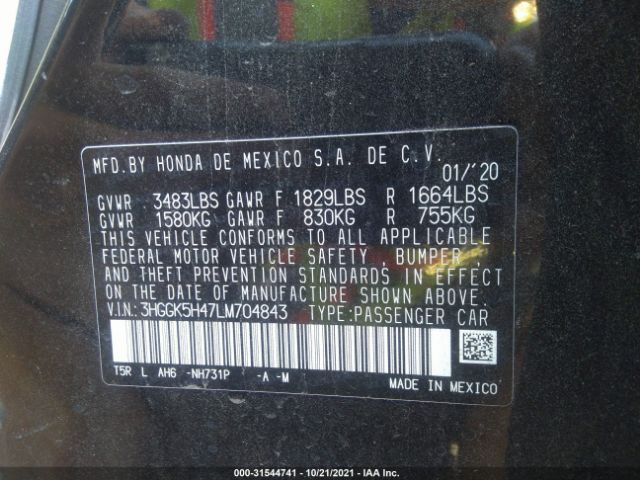 MFD.BY HONDA DE MEXICO S.A. DE C.V.
01/'20
GVWR 3483LBS GAWR F 1829LBS R 1664LBS
GVWR 1580KG GAWR F 830KG R 755KG
THIS VEHICLE CONFORMS TO ALL APPLICABLE
FEDERAL MOTOR VEHICLE SAFETY , BUMPER
AND THEFT PREVENTION STANDARDS IN EFFECT
ON THE DATE OF MANUFACTURE SHOWN ABOVE.
V.I.N.: 3HGGK5H47LM704843 TYPE:PASSENGER CAR
T5R L AH6 -NH731P -A -M
MADE IN MEXICO
000-31544741 - 10/21/2021 - IAA Inc.